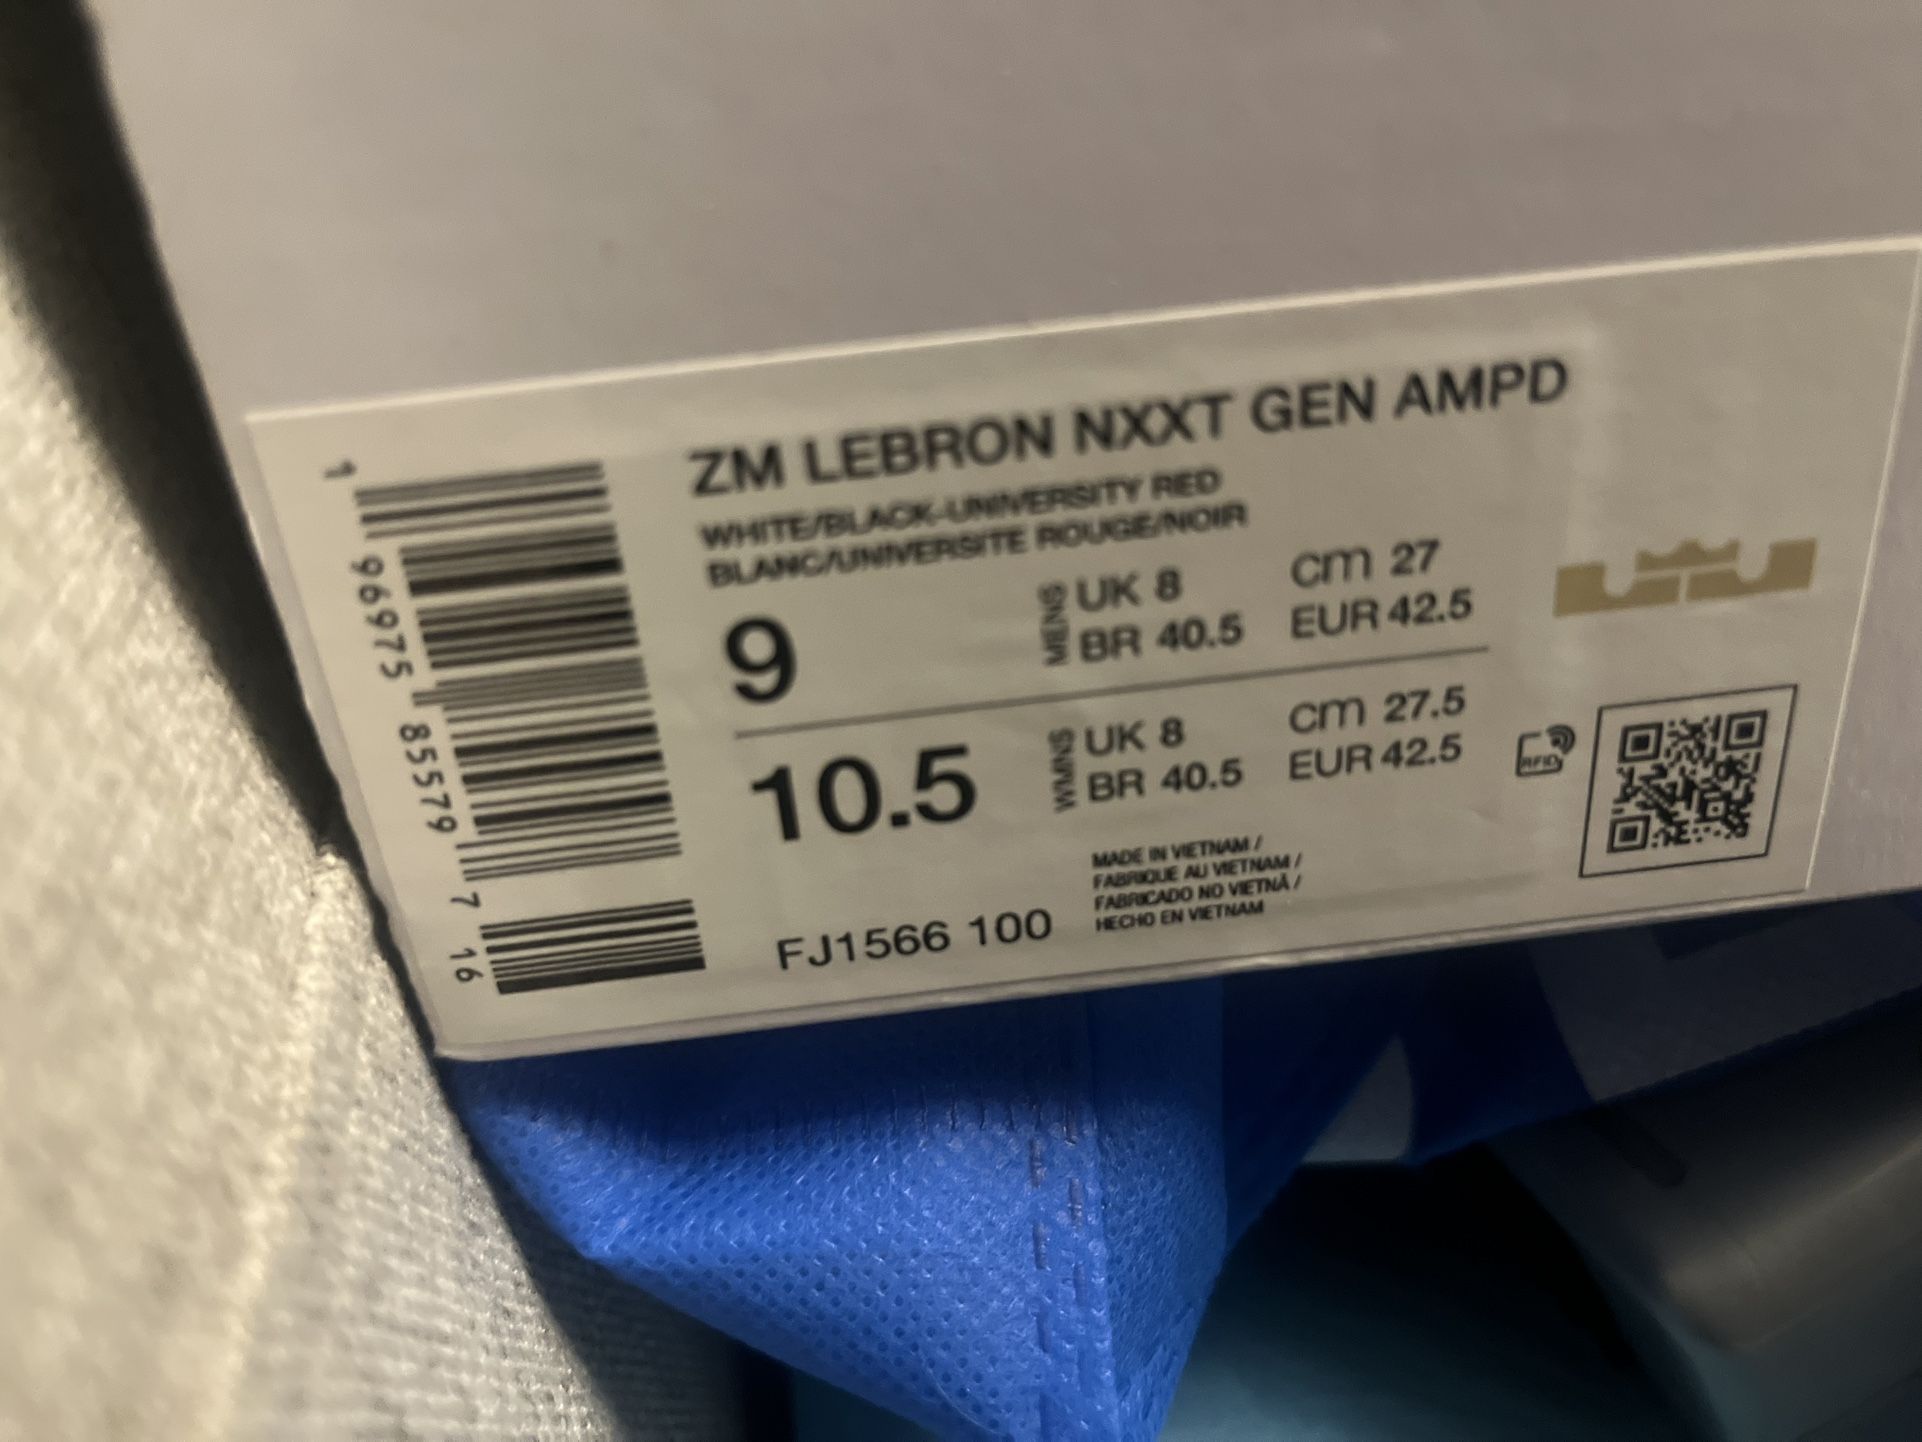 ZM LEBRON NXXT GEN AMPD
WHITE/BLACK-UNIVERSITY RED
BLANC/UNIVERSITE ROUGE/NOIR
9
MENS
UK 8
cm 27
BR 40.5
EUR 42.5
10.5
WMNS
UK 8
cm 27.5
BR 40.5
EUR 42.5
RFID
MADE IN VIETNAM /
FABRIQUE AU VIETNAM /
FABRICADO NO VIETNÃ /
HECHO EN VIETNAM
FJ1566 100
1 96975 85579 7 16